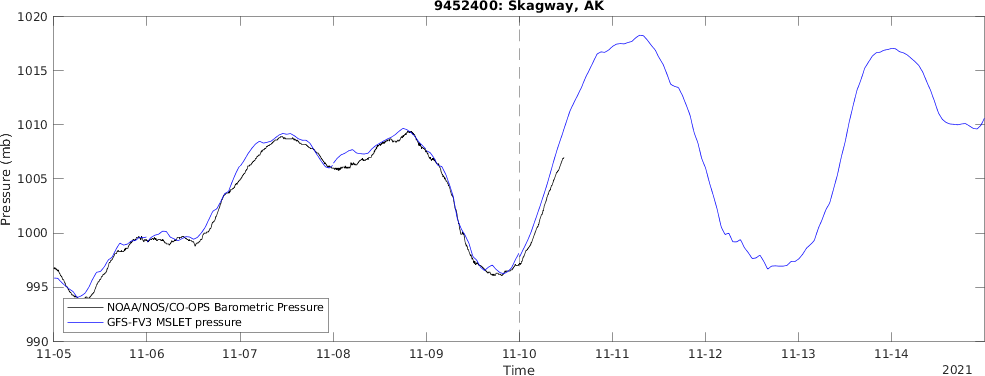 9452400: Skagway, AK
1020
1015
1010
1005
1000
995
990
Pressure (mb)
NOAA/NOS/CO-OPS Barometric Pressure
GFS-FV3 MSLET pressure
11-05 11-06 11-07 11-08 11-09 11-10 11-11 11-12 11-13 11-14
Time
2021